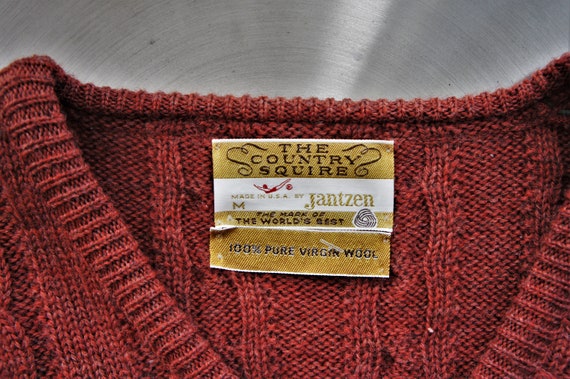 THE
COUNTRY
SQUIRE
®
MADE IN U.S.A. BY Jantzen
M
THE MARK OF
THE WORLD'S BEST
100% PURE VIRGIN WOOL